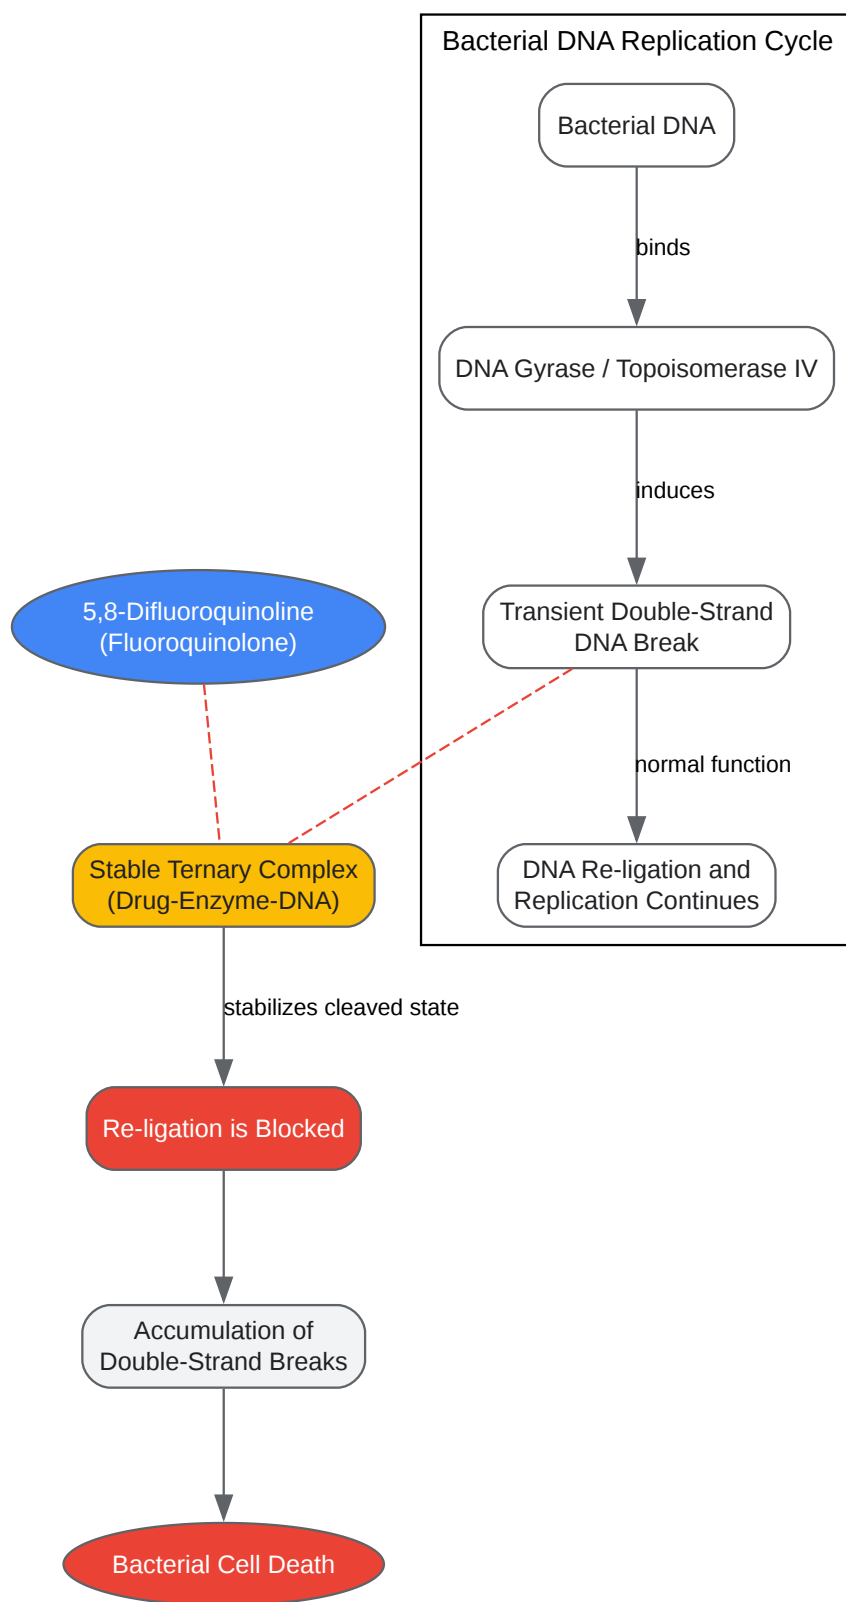 Bacterial DNA Replication Cycle
Bacterial DNA
binds
DNA Gyrase / Topoisomerase IV
induces
5,8-Difluoroquinoline
(Fluoroquinolone)
Transient Double-Strand
DNA Break
normal function
Stable Ternary Complex
(Drug-Enzyme-DNA)
DNA Re-ligation and
Replication Continues
stabilizes cleaved state
Re-ligation is Blocked
Accumulation of
Double-Strand Breaks
Bacterial Cell Death